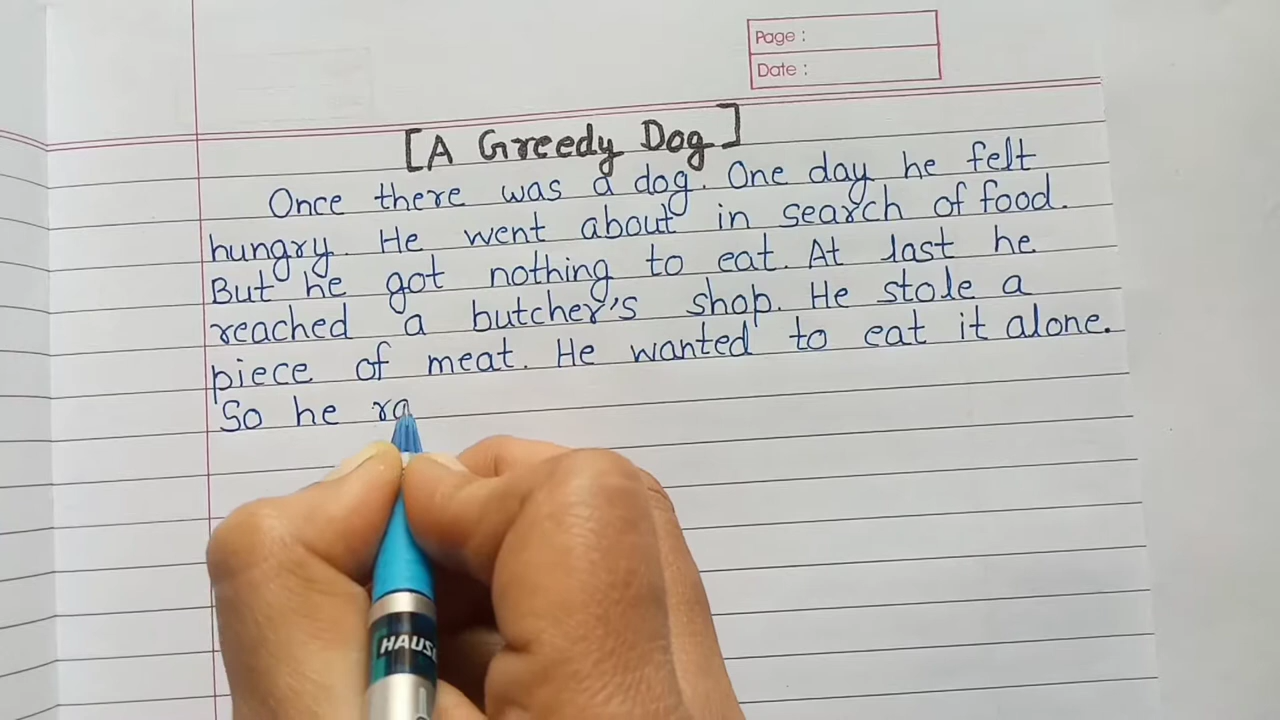 Page :
Date :
[A Greedy Dog]
Once there was a dog. One day he felt
hungry. He went about in search of food.
But he got nothing to eat. At last he
reached a butcher's shop. He stole a
piece of meat. He wanted to eat it alone.
So he ra
HAUS